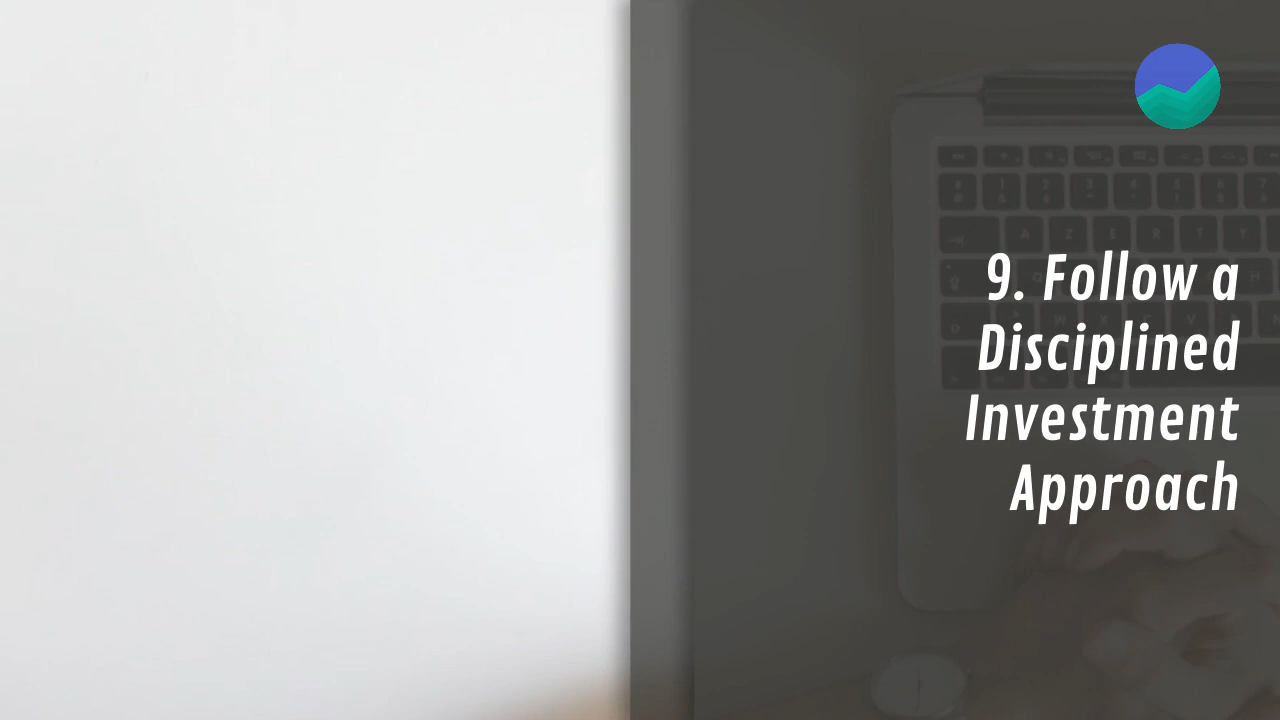 9. Follow a
Disciplined
Investment
Approach